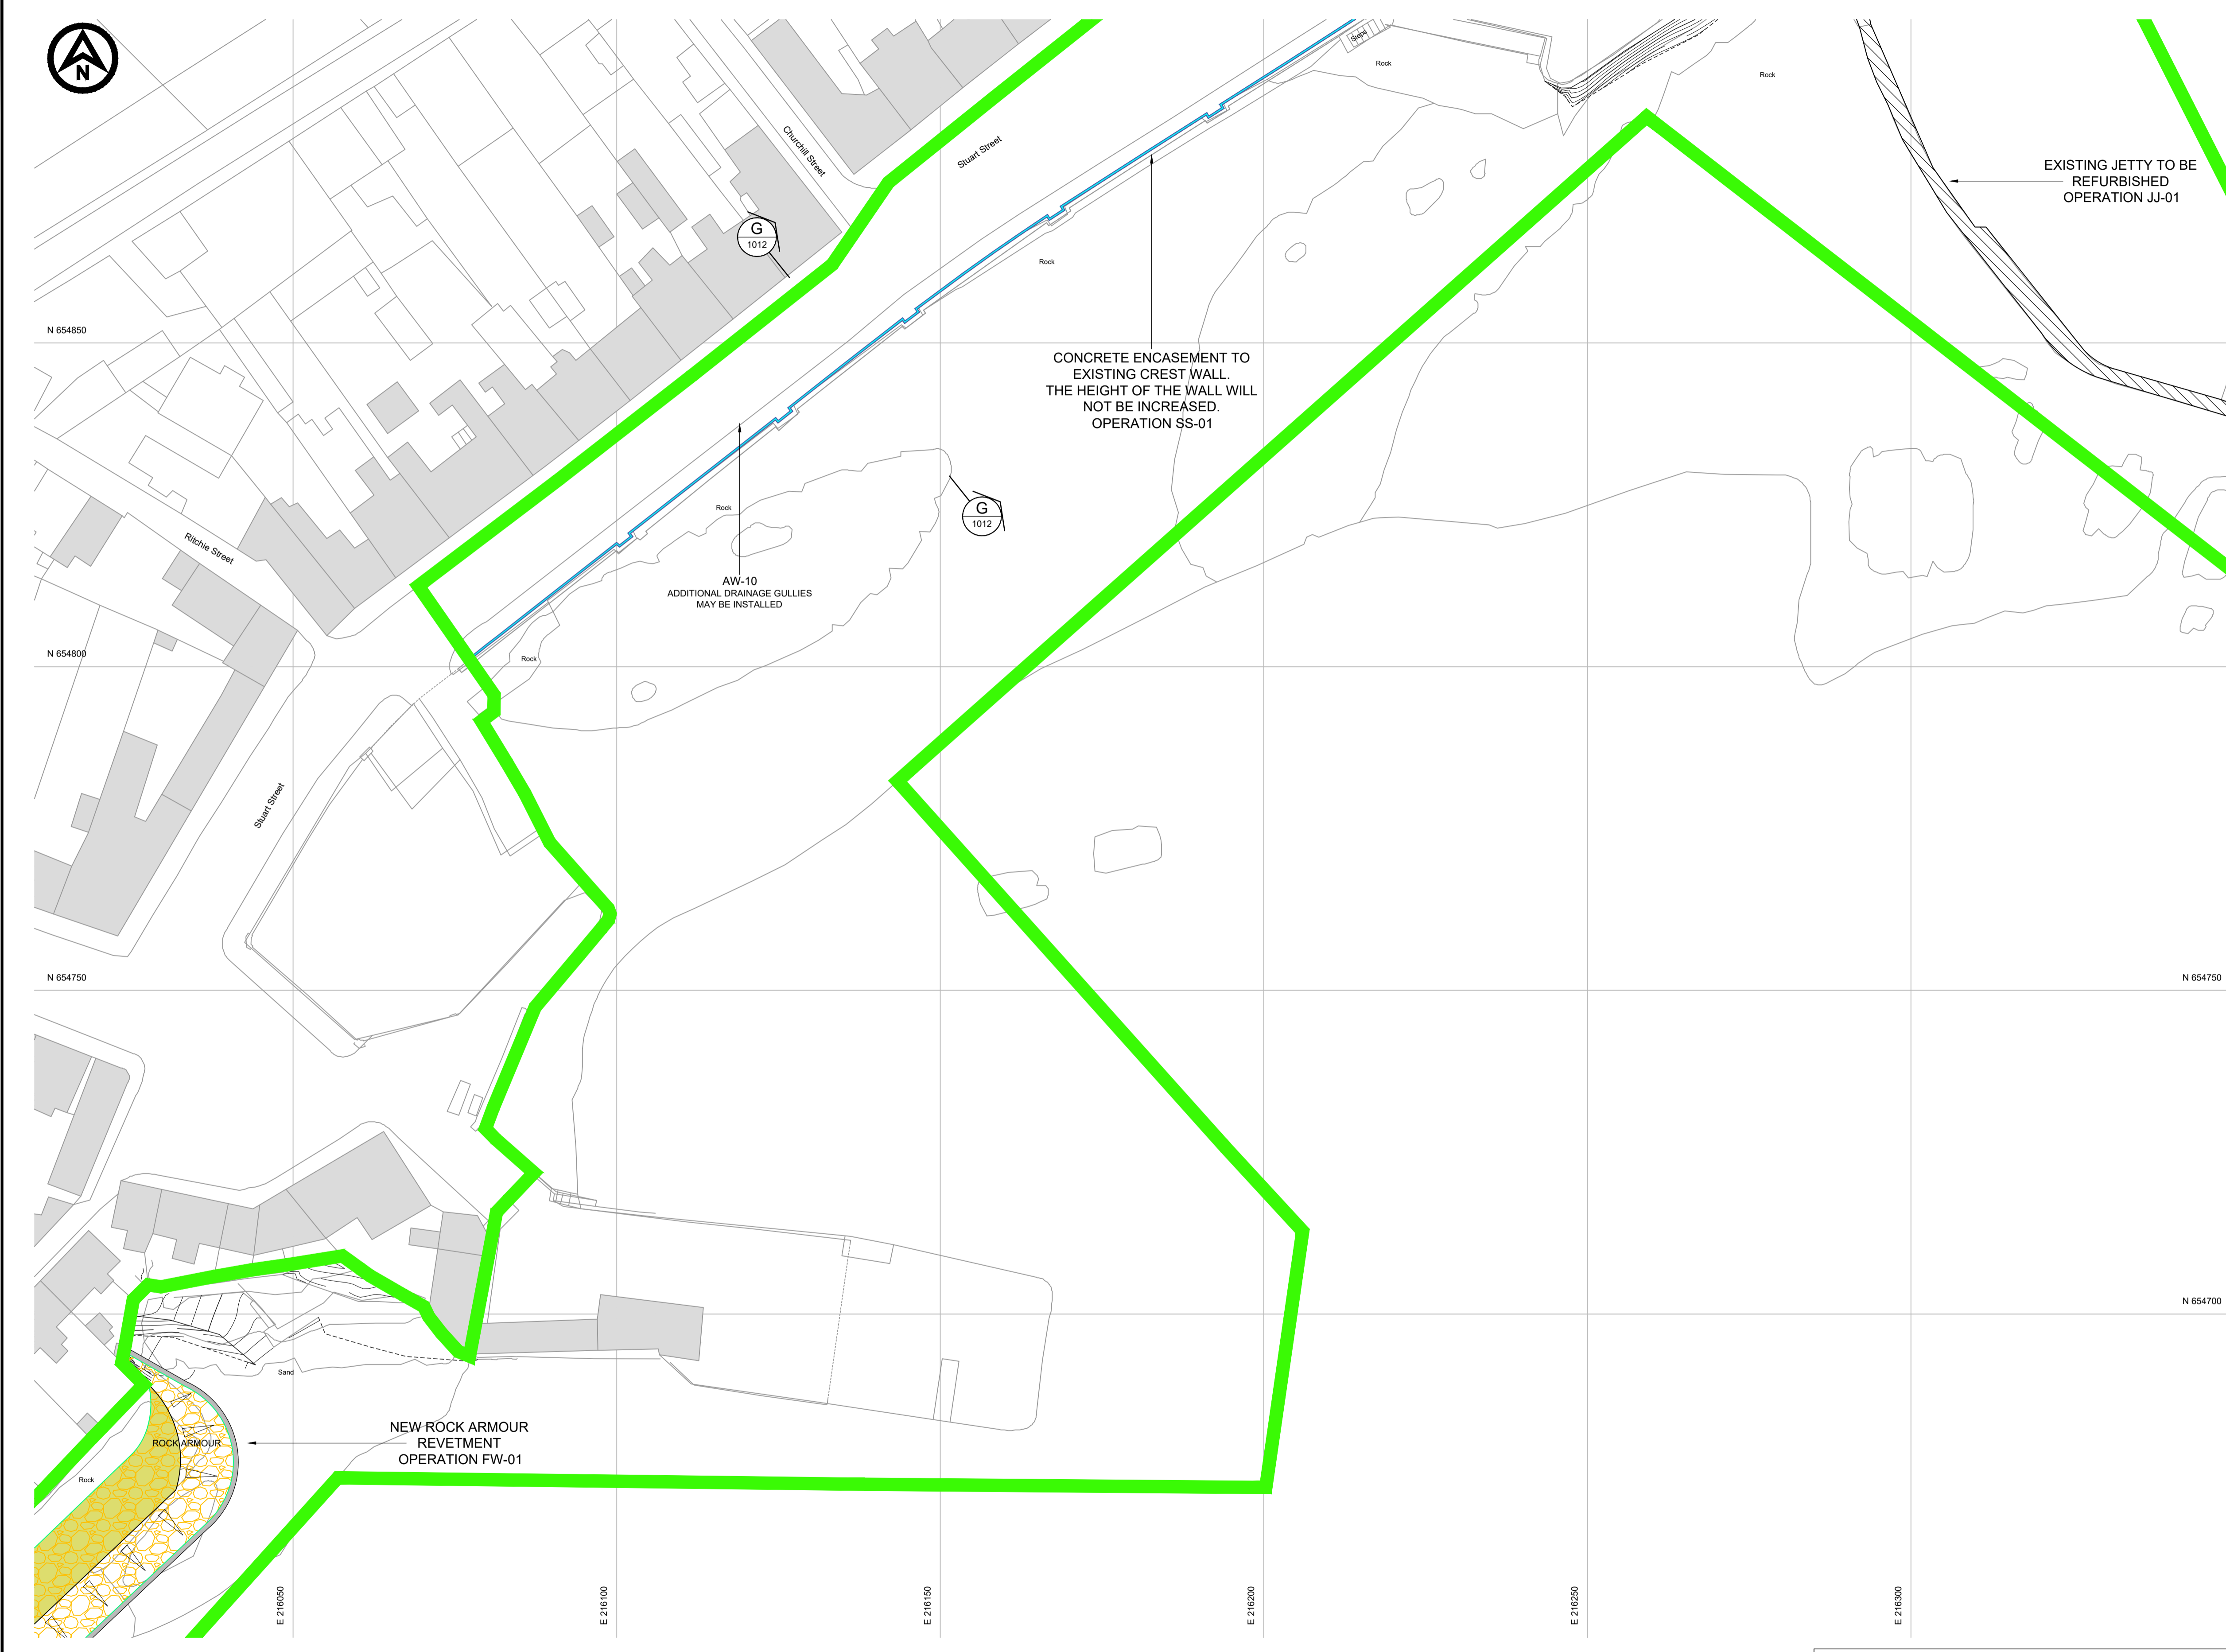 N
Steps
Rock
Rock
Churchill Street
Stuart Street
EXISTING JETTY TO BE
REFURBISHED
OPERATION JJ-01
G
1012
Rock
N 654850
CONCRETE ENCASEMENT TO
EXISTING CREST WALL.
THE HEIGHT OF THE WALL WILL
NOT BE INCREASED.
OPERATION SS-01
Rock
G
1012
Ritchie Street
AW-10
ADDITIONAL DRAINAGE GULLIES
MAY BE INSTALLED
N 654800
Rock
Stuart Street
N 654750
N 654750
N 654700
Sand
NEW ROCK ARMOUR
REVETMENT
OPERATION FW-01
ROCK ARMOUR
Rock
E 216050
E 216100
E 216150
E 216200
E 216250
E 216300